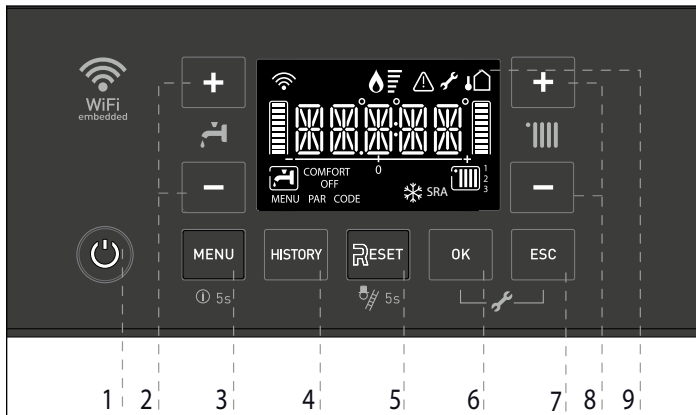 WiFi
embedded
+
+
−
0
+
COMFORT
OFF
MENU PAR CODE
SRA
1
2
3
−
−
MENU
HISTORY
RESET
OK
ESC
5s
5s
1 2 3 4 5 6 7 8 9